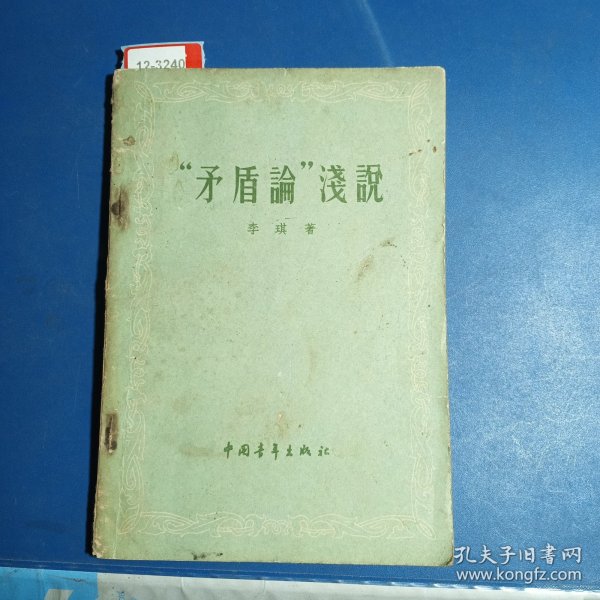 12-3240
“矛盾論”淺說
李琪著
中国青年出版社
孔夫子旧书网
www.kongfz.com